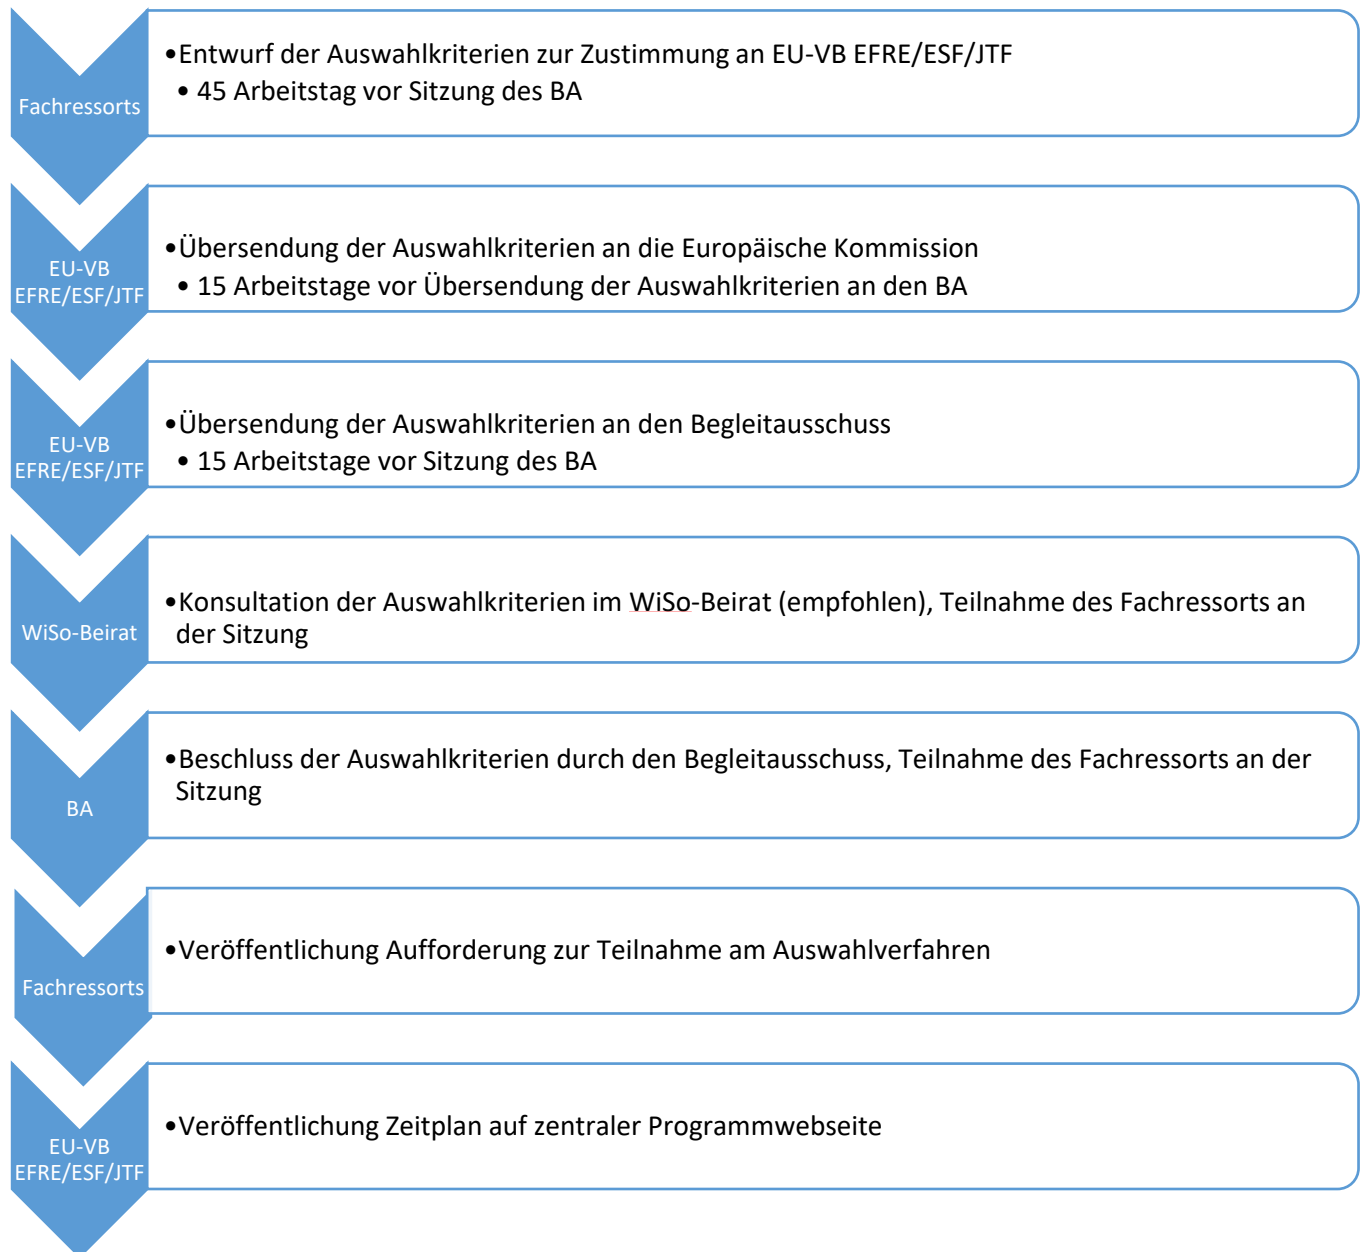 Fachressorts
•Entwurf der Auswahlkriterien zur Zustimmung an EU-VB EFRE/ESF/JTF
• 45 Arbeitstag vor Sitzung des BA
EU-VB
EFRE/ESF/JTF
•Übersendung der Auswahlkriterien an die Europäische Kommission
• 15 Arbeitstage vor Übersendung der Auswahlkriterien an den BA
EU-VB
EFRE/ESF/JTF
•Übersendung der Auswahlkriterien an den Begleitausschuss
• 15 Arbeitstage vor Sitzung des BA
WiSo-Beirat
•Konsultation der Auswahlkriterien im WiSo-Beirat (empfohlen), Teilnahme des Fachressorts an
der Sitzung
BA
•Beschluss der Auswahlkriterien durch den Begleitausschuss, Teilnahme des Fachressorts an der
Sitzung
Fachressorts
•Veröffentlichung Aufforderung zur Teilnahme am Auswahlverfahren
EU-VB
EFRE/ESF/JTF
•Veröffentlichung Zeitplan auf zentraler Programmwebseite